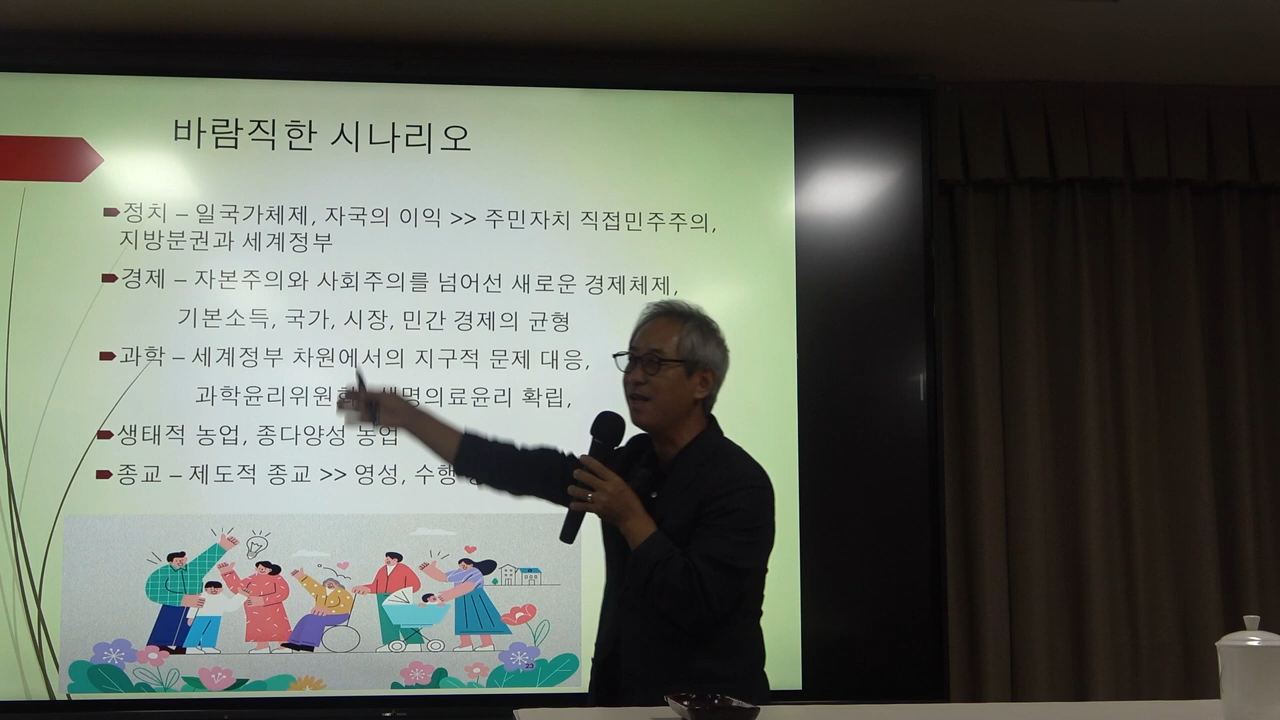 바람직한 시나리오
정치 – 일국가체제, 자국의 이익 >> 주민자치 직접민주주의,
지방분권과 세계정부
경제 – 자본주의와 사회주의를 넘어선 새로운 경제체제,
기본소득, 국가, 시장, 민간 경제의 균형
과학 – 세계정부 차원에서의 지구적 문제 대응,
과학윤리위원회, 생명의료윤리 확립,
생태적 농업, 종다양성 농업
종교 – 제도적 종교 >> 영성, 수행
23